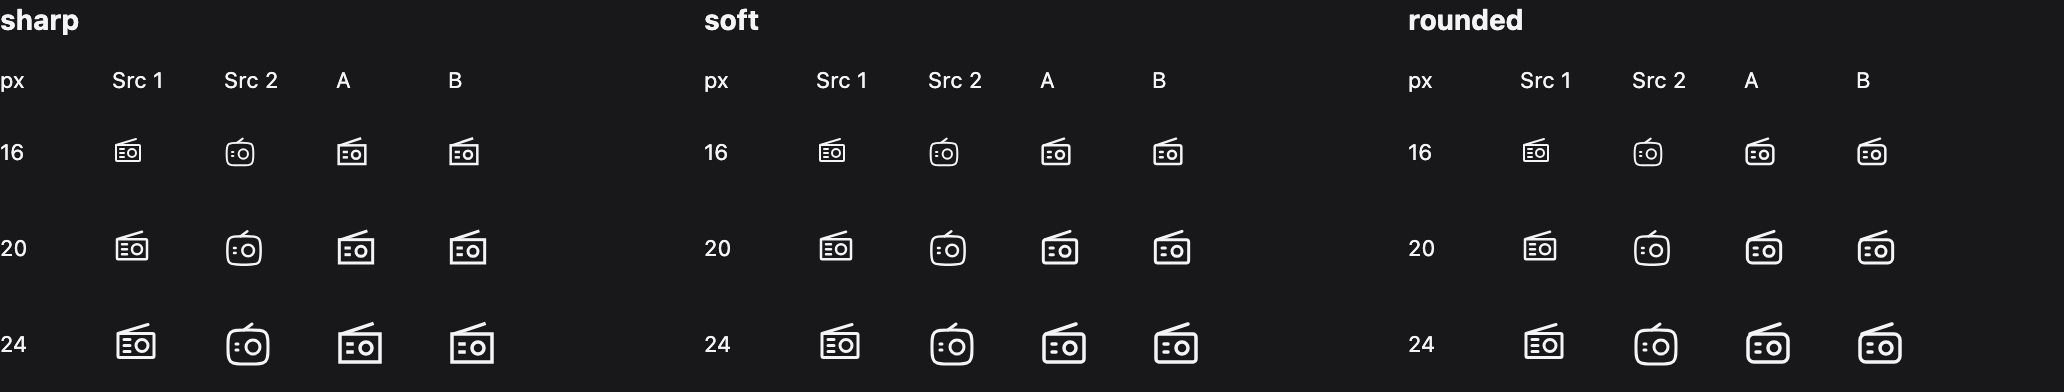 sharp soft rounded
px Src 1 Src 2 A B px Src 1 Src 2 A B px Src 1 Src 2 A B
16 16 16
20 20 20
24 24 24